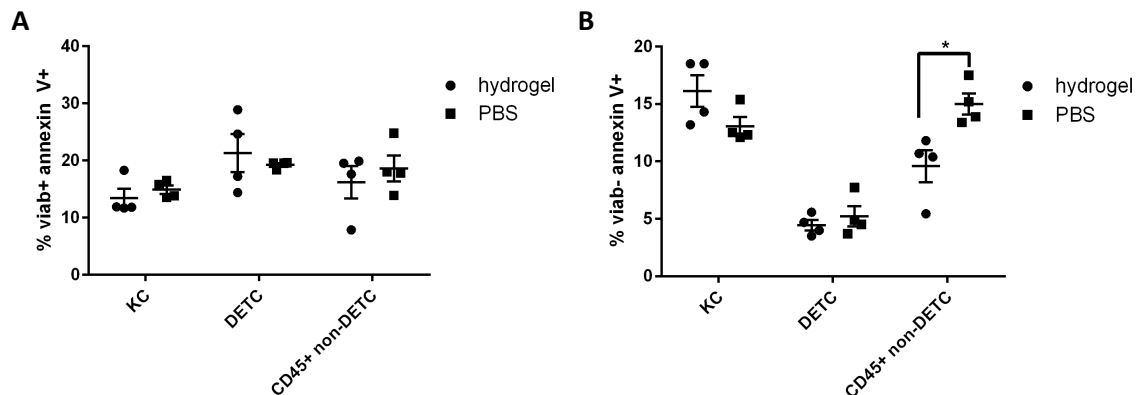 A
% viab+ annexin V+
40
30
20
10
0
KC
DETC
CD45+ non-DETC
hydrogel
PBS
B
% viab- annexin V+
20
15
10
5
0
*
KC
DETC
CD45+ non-DETC
hydrogel
PBS